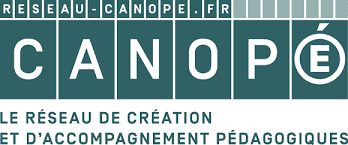 RESEAU-CANOPE.FR
CANOPÉ
LE RÉSEAU DE CRÉATION
ET D'ACCOMPAGNEMENT PÉDAGOGIQUES